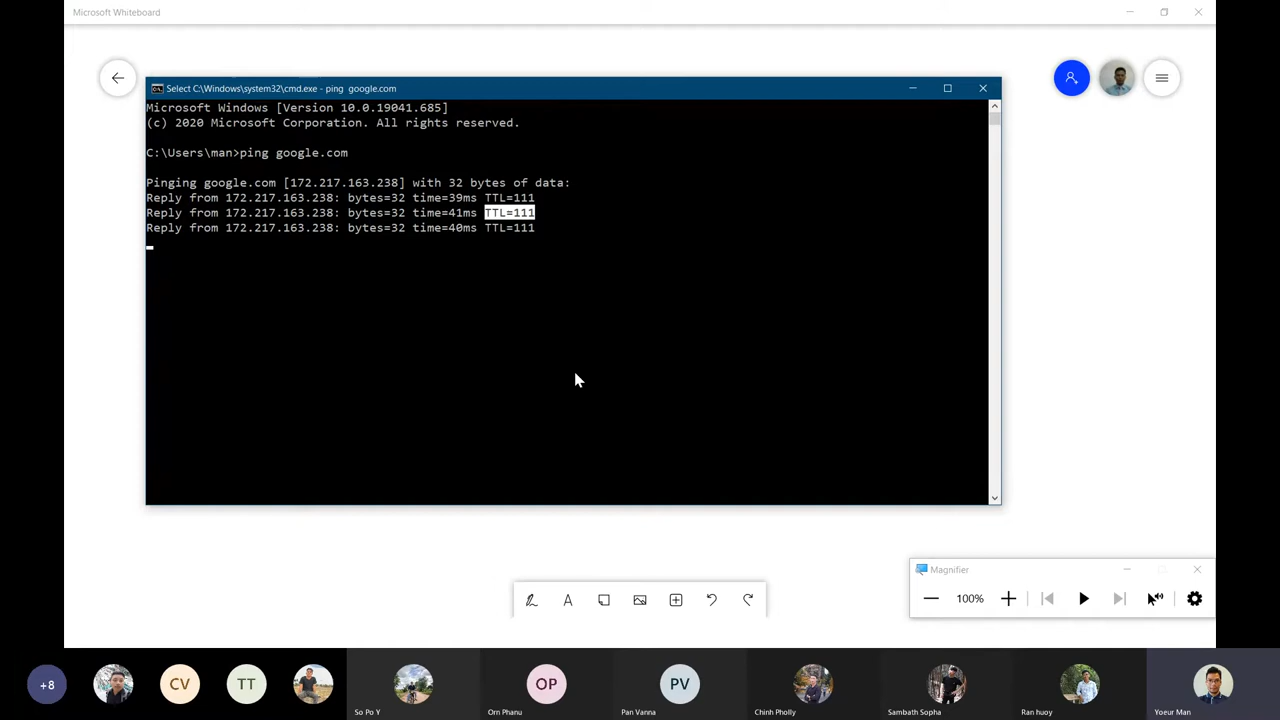 Microsoft Whiteboard
Select C:\Windows\system32\cmd.exe - ping  google.com
Microsoft Windows [Version 10.0.19041.685]
(c) 2020 Microsoft Corporation. All rights reserved.
C:\Users\man>ping google.com
Pinging google.com [172.217.163.238] with 32 bytes of data:
Reply from 172.217.163.238: bytes=32 time=39ms TTL=111
Reply from 172.217.163.238: bytes=32 time=41ms TTL=111
Reply from 172.217.163.238: bytes=32 time=40ms TTL=111
Magnifier
100%
+8
CV
TT
So Po Y
OP
Orn Phanu
PV
Pan Vanna
Chinh Pholly
Sambath Sopha
Ran huoy
Yoeur Man